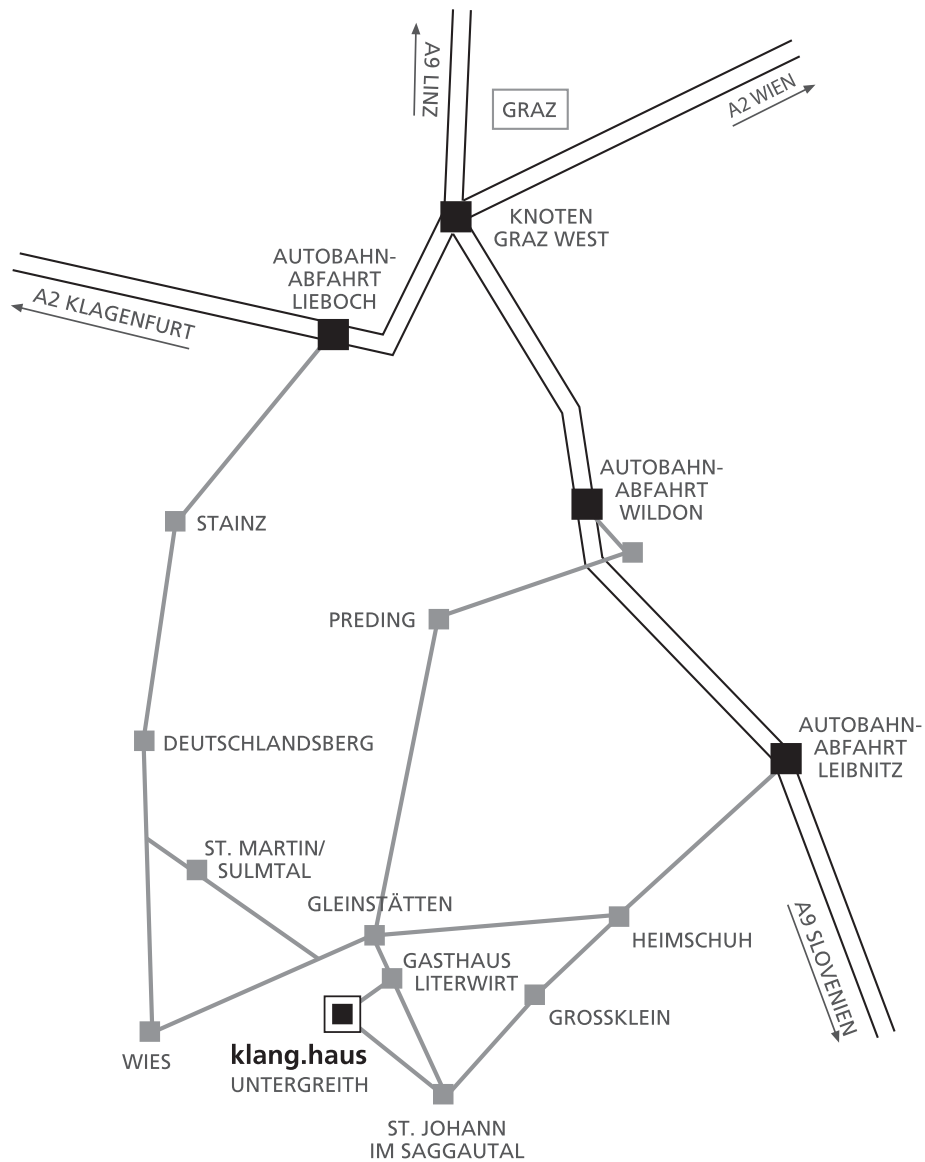 A9 LINZ
GRAZ
A2 WIEN
KNOTEN
GRAZ WEST
AUTOBAHN-
ABFAHRT
LIEBOCH
A2 KLAGENFURT
AUTOBAHN-
ABFAHRT
WILDON
STAINZ
PREDING
AUTOBAHN-
ABFAHRT
LEIBNITZ
DEUTSCHLANDSBERG
ST. MARTIN/
SULMTAL
GLEINSTÄTTEN
HEIMSCHUH
A9 SLOVENIEN
GASTHAUS
LITERWIRT
GROSSKLEIN
WIES
klang.haus
UNTERGREITH
ST. JOHANN
IM SAGGAUTAL